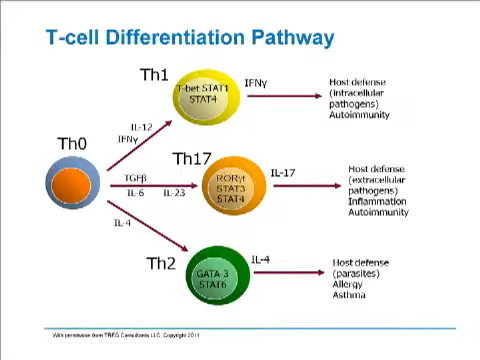 T-cell Differentiation Pathway
Th1
T-bet STAT1
STAT4
IFNγ
Host defense
(intracellular
pathogens)
Autoimmunity
IL-12
IFNγ
Th0
Th17
TGFβ
IL-6 IL-23
RORγt
STAT3
STAT4
IL-17
Host defense
(extracellular
pathogens)
Inflammation
Autoimmunity
IL-4
Th2
GATA-3
STAT6
IL-4
Host defense
(parasites)
Allergy
Asthma
With permission from TREG Consultants LLC. Copyright 2011